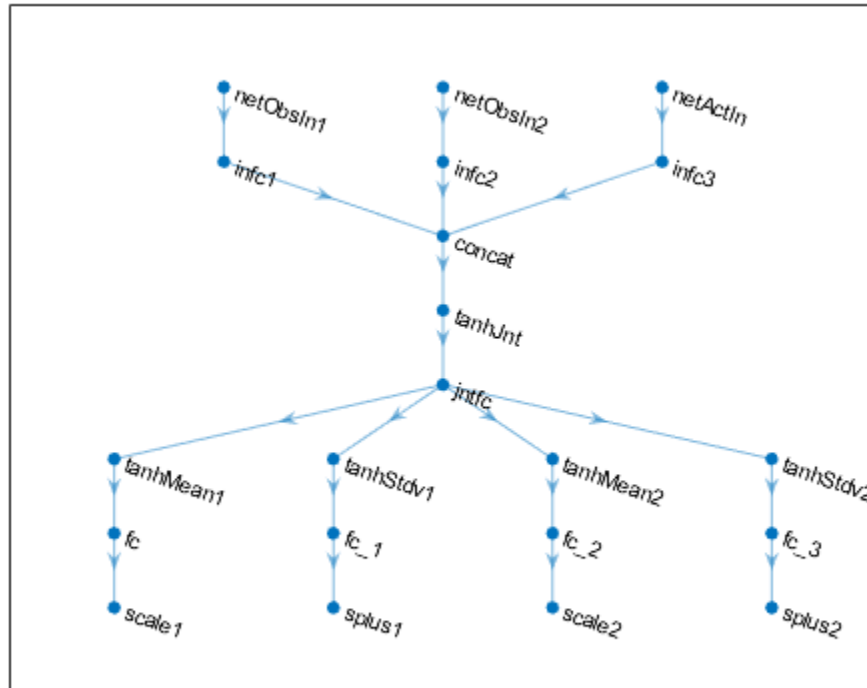 netObsIn1
netObsIn2
netActIn
infc1
infc2
infc3
concat
tanhJnt
jntfc
tanhMean1
tanhStdv1
tanhMean2
tanhStdv2
fc
fc_1
fc_2
fc_3
scale1
splus1
scale2
splus2